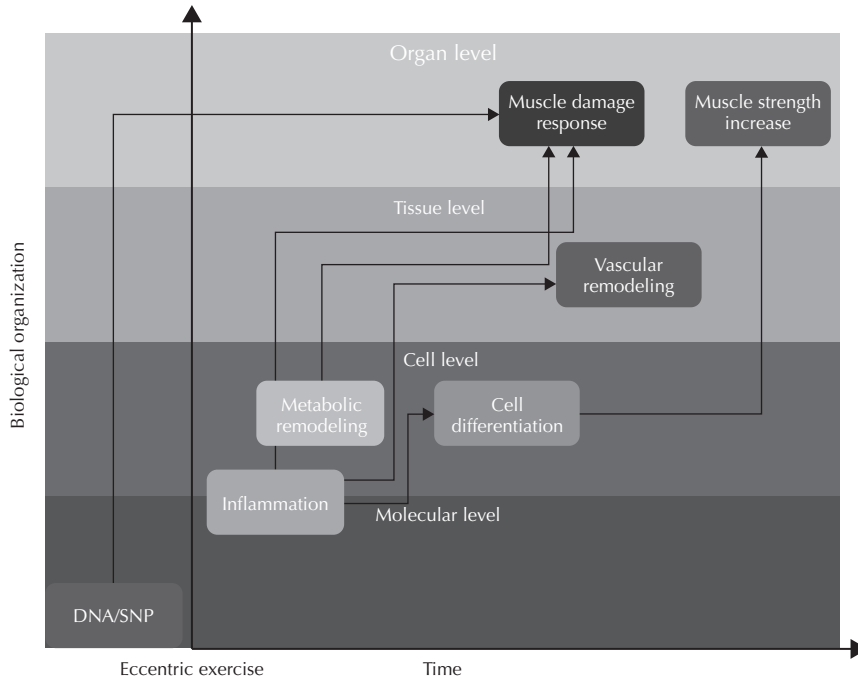 Organ level
Muscle damage
response
Muscle strength
increase
Tissue level
Vascular
remodeling
Biological organization
Cell level
Metabolic
remodeling
Cell
differentiation
Inflammation
Molecular level
DNA/SNP
Eccentric exercise
Time